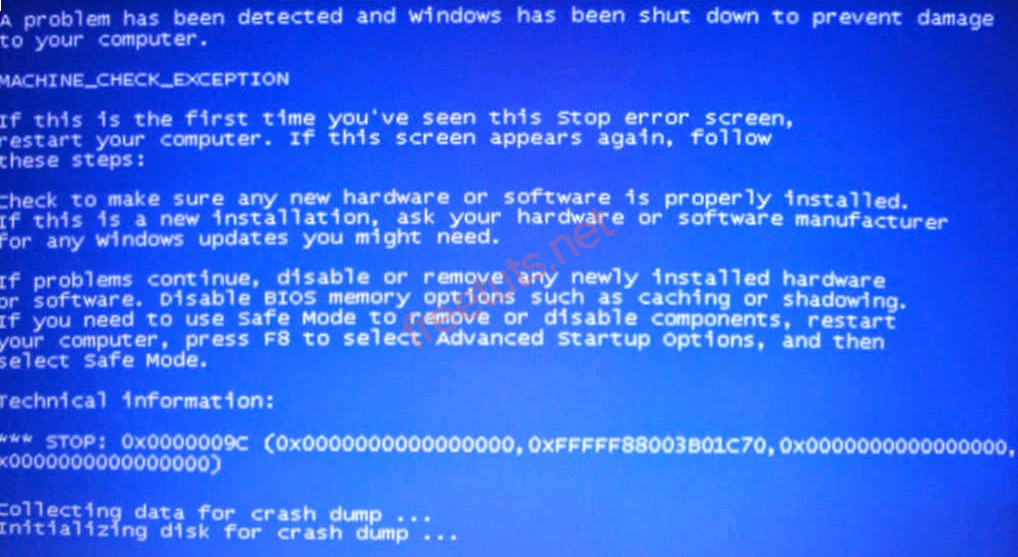 A problem has been detected and Windows has been shut down to prevent damage
to your computer.
MACHINE_CHECK_EXCEPTION
If this is the first time you've seen this Stop error screen,
restart your computer. If this screen appears again, follow
these steps:
Check to make sure any new hardware or software is properly installed.
If this is a new installation, ask your hardware or software manufacturer
for any Windows updates you might need.
If problems continue, disable or remove any newly installed hardware
or software. Disable BIOS memory options such as caching or shadowing.
If you need to use Safe Mode to remove or disable components, restart
your computer, press F8 to select Advanced Startup Options, and then
select Safe Mode.
Technical information:
*** STOP: 0x0000009C (0x0000000000000000,0xFFFFF88003B01C70,0x0000000000000000,
x0000000000000000)
Collecting data for crash dump ...
Initializing disk for crash dump ...
freetuts.net